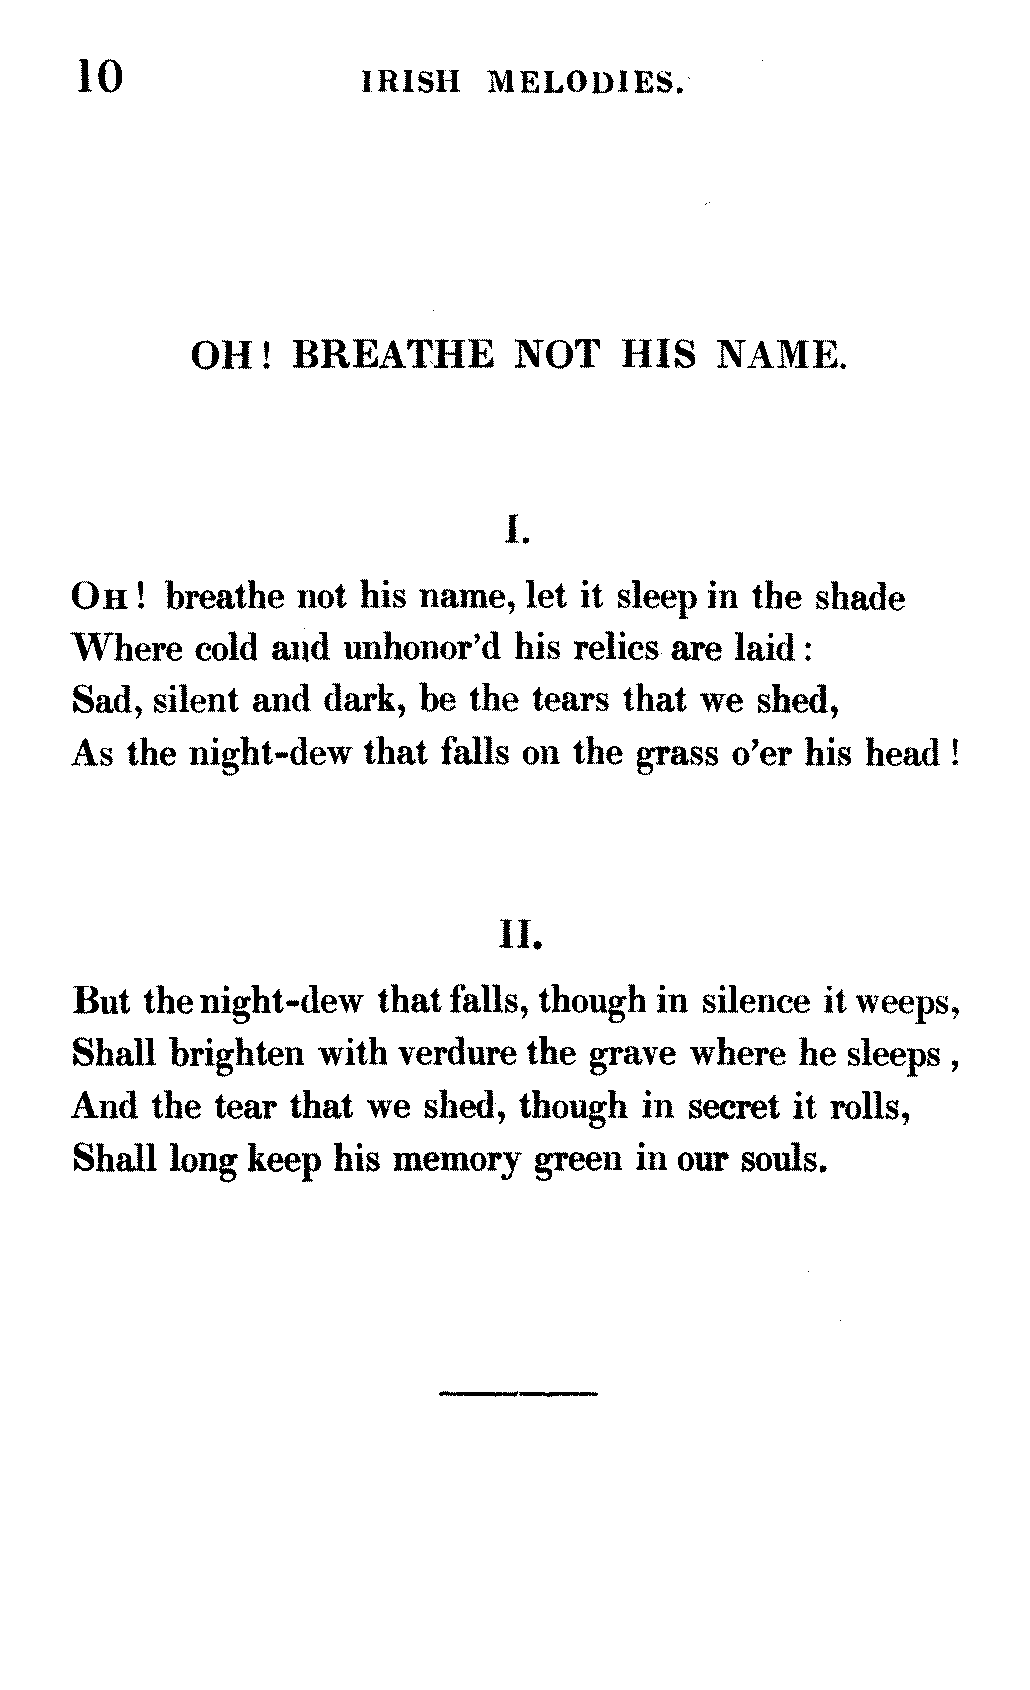 10 IRISH MELODIES.
OH! BREATHE NOT HIS NAME.
I.
OH! breathe not his name, let it sleep in the shade
Where cold and unhonor'd his relics are laid:
Sad, silent and dark, be the tears that we shed,
As the night-dew that falls on the grass o'er his head!
II.
But the night-dew that falls, though in silence it weeps,
Shall brighten with verdure the grave where he sleeps,
And the tear that we shed, though in secret it rolls,
Shall long keep his memory green in our souls.